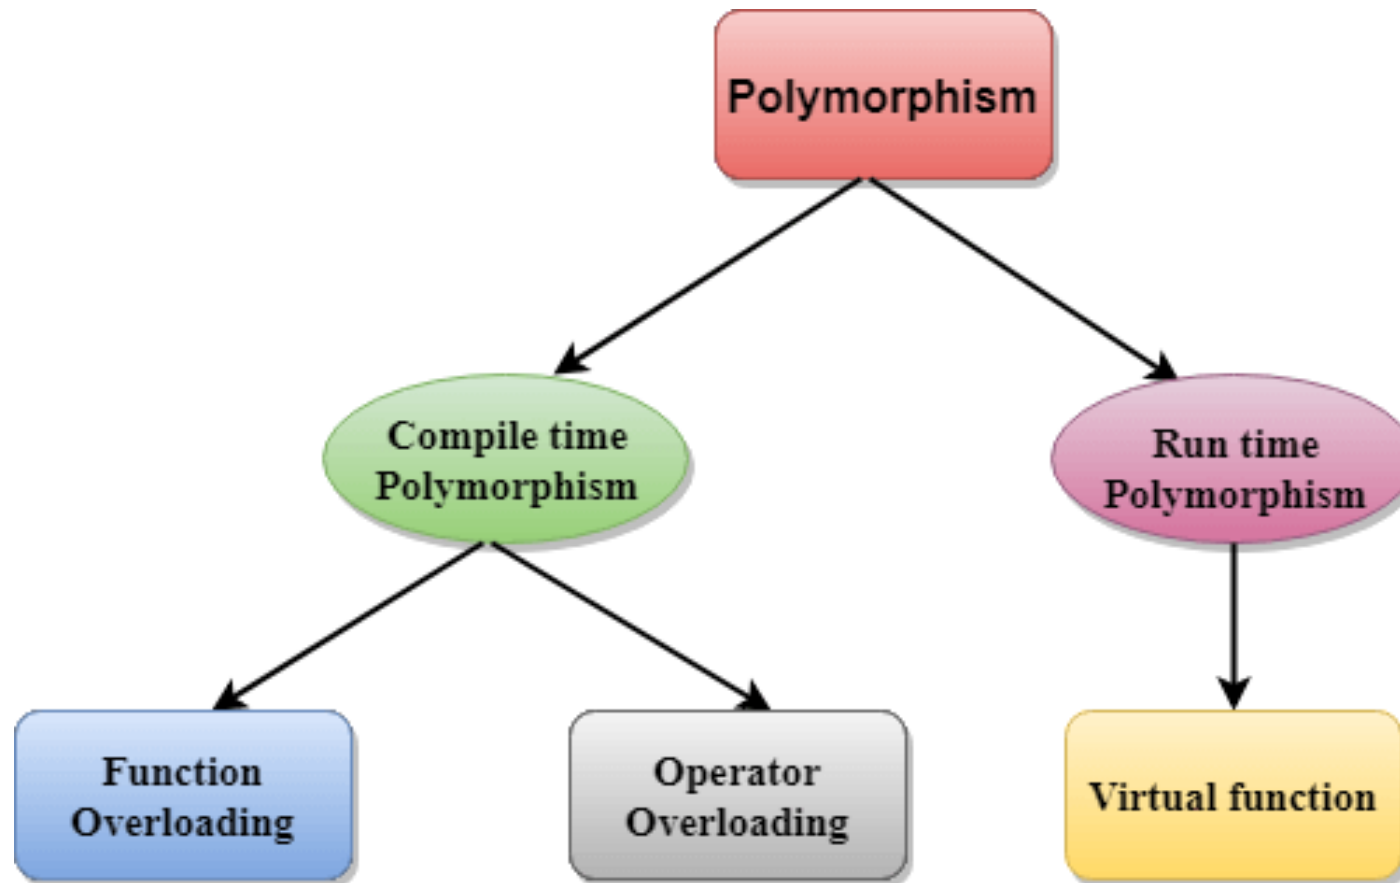 Polymorphism
Compile time
Polymorphism
Run time
Polymorphism
Function
Overloading
Operator
Overloading
Virtual function